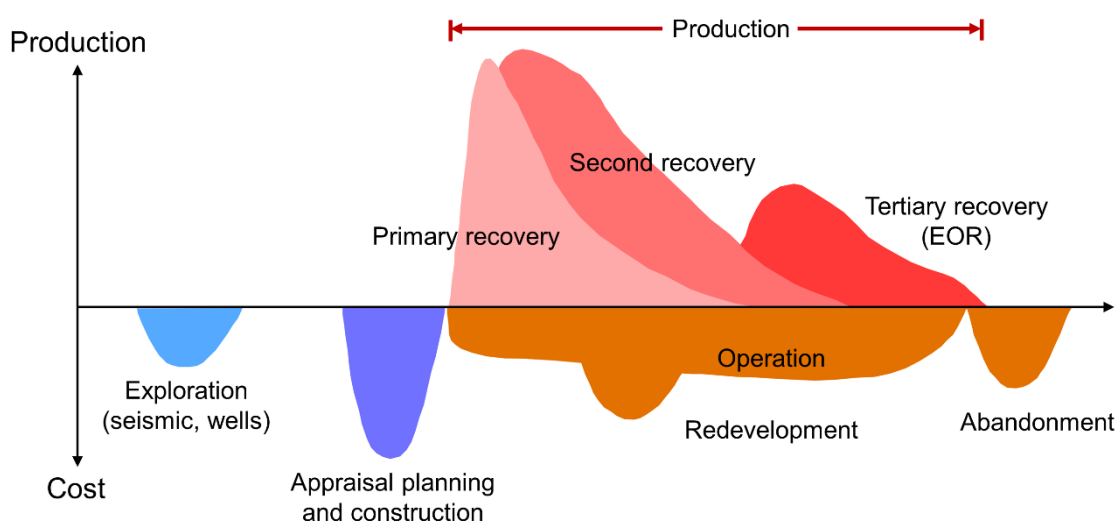 Production
Production
Second recovery
Tertiary recovery
(EOR)
Primary recovery
Operation
Exploration
(seismic, wells)
Redevelopment
Abandonment
Cost
Appraisal planning
and construction